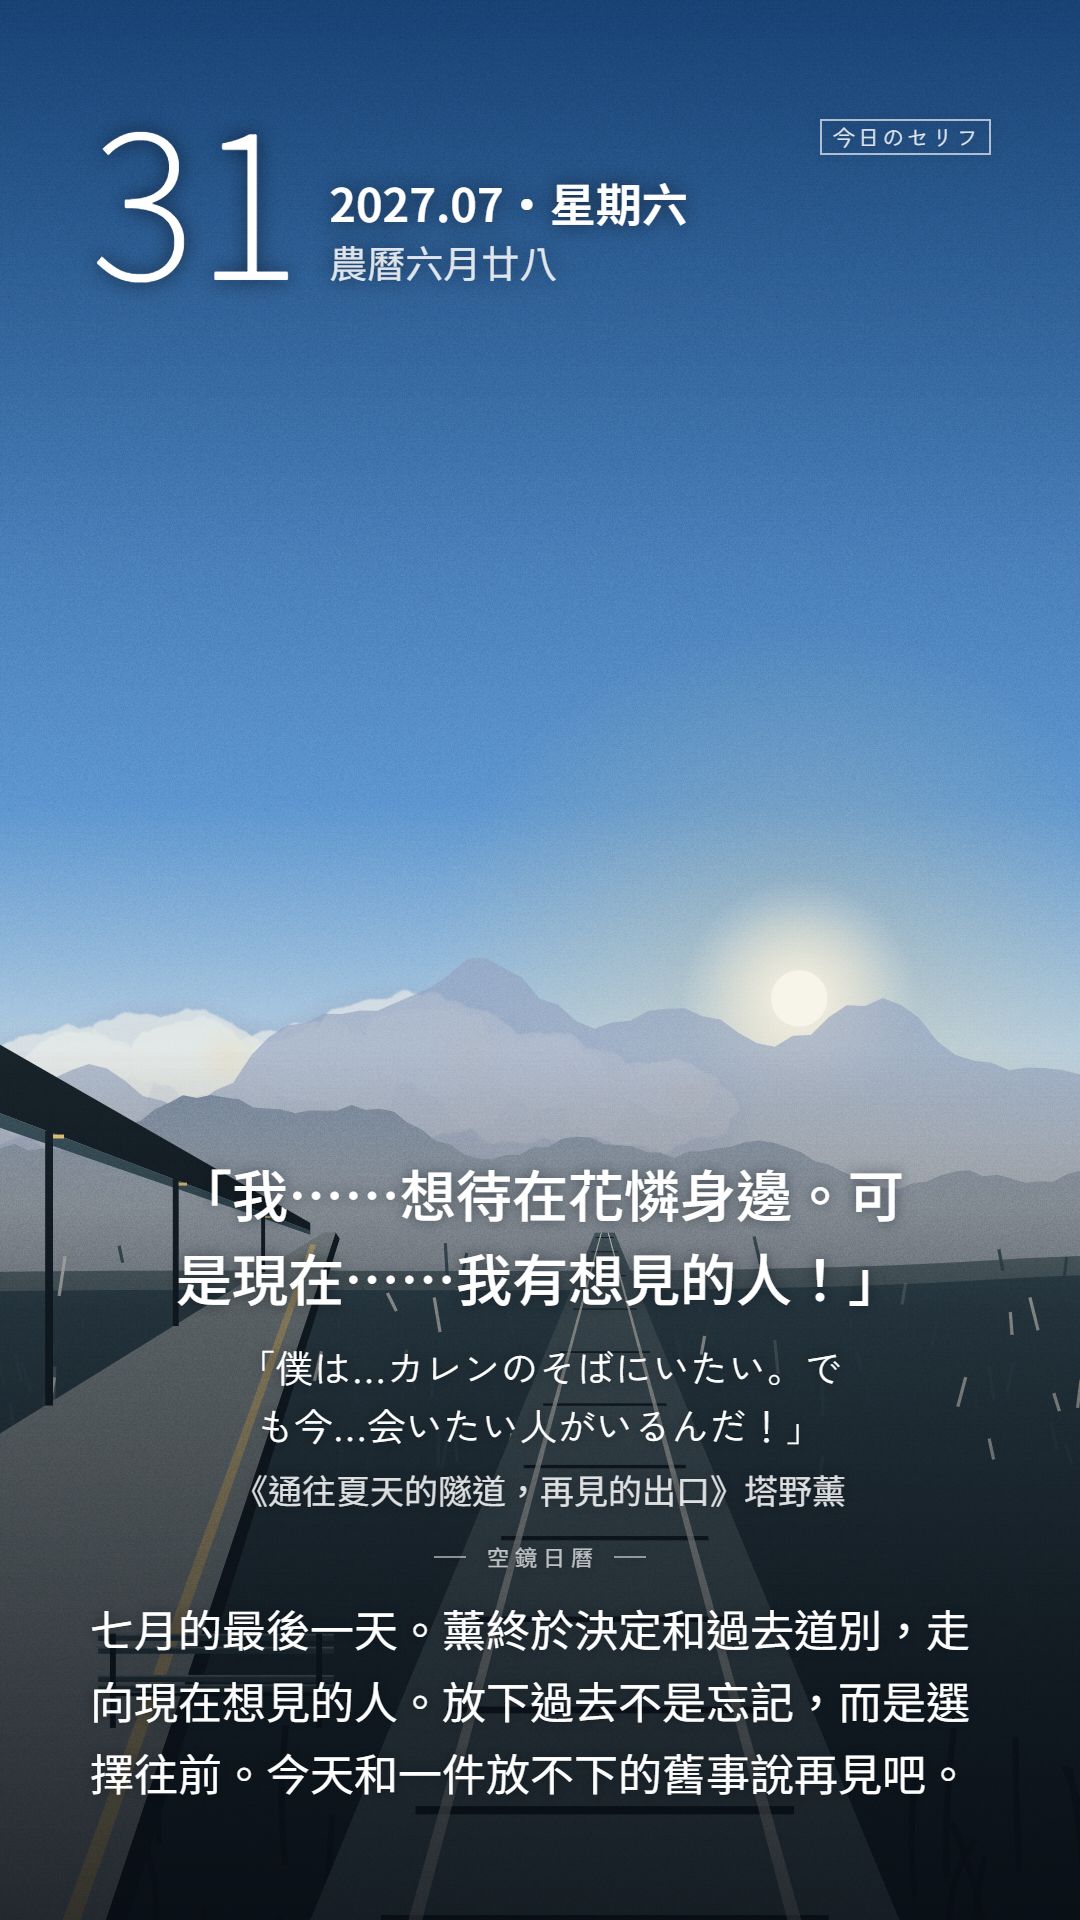 31
今日のセリフ
2027.07・星期六
農曆六月廿八
「我⋯⋯想待在花憐身邊。可
是現在⋯⋯我有想見的人！」
「僕は...カレンのそばにいたい。で
も今...会いたい人がいるんだ！」
《通往夏天的隧道，再見的出口》塔野薰
空鏡日曆
七月的最後一天。薰終於決定和過去道別，走
向現在想見的人。放下過去不是忘記，而是選
擇往前。今天和一件放不下的舊事說再見吧。